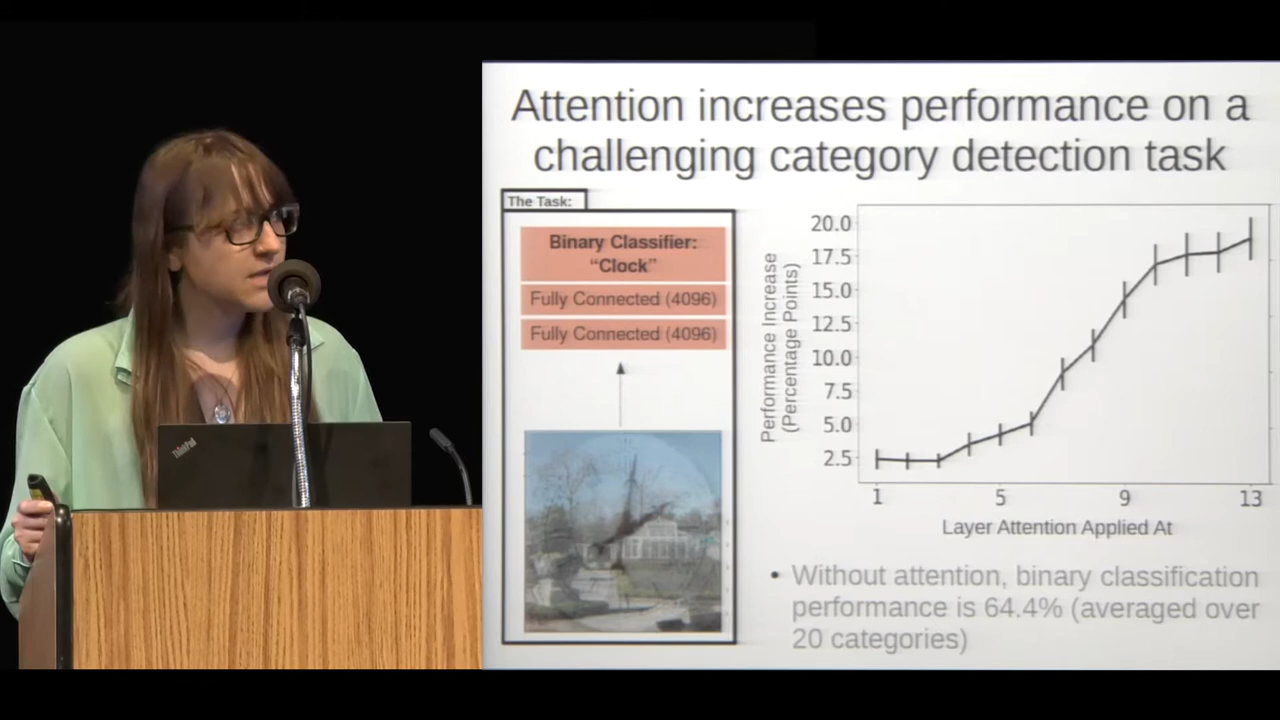 Attention increases performance on a
challenging category detection task
The Task:
Binary Classifier:
“Clock”
Fully Connected (4096)
Fully Connected (4096)
Performance Increase
(Percentage Points)
20.0
17.5
15.0
12.5
10.0
7.5
5.0
2.5
1 5 9 13
Layer Attention Applied At
• Without attention, binary classification
performance is 64.4% (averaged over
20 categories)
ThinkPad